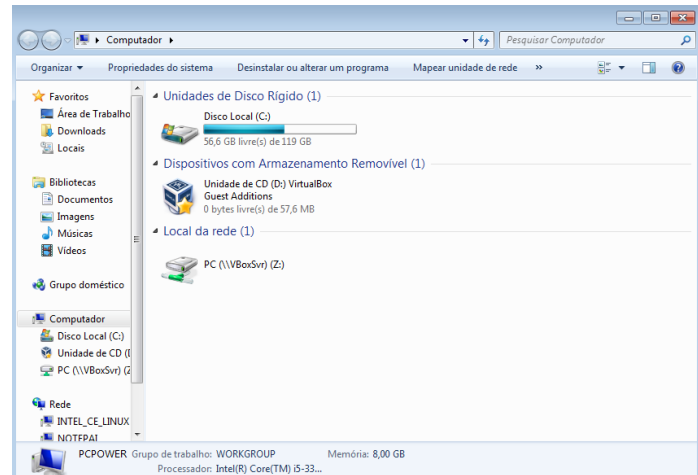 Computador
Pesquisar Computador
Organizar
Propriedades do sistema
Desinstalar ou alterar um programa
Mapear unidade de rede
»
Favoritos
Área de Trabalho
Downloads
Locais
Bibliotecas
Documentos
Imagens
Músicas
Vídeos
Grupo doméstico
Computador
Disco Local (C:)
Unidade de CD (D
PC (\\VBoxSvr) (Z
Rede
INTEL_CE_LINUX
NOTEPAI
Unidades de Disco Rígido (1)
Disco Local (C:)
56,6 GB livre(s) de 119 GB
Dispositivos com Armazenamento Removível (1)
Unidade de CD (D:) VirtualBox
Guest Additions
0 bytes livre(s) de 57,6 MB
Local da rede (1)
PC (\\VBoxSvr) (Z:)
PCPOWER Grupo de trabalho: WORKGROUP Memória: 8,00 GB
Processador: Intel(R) Core(TM) i5-33...